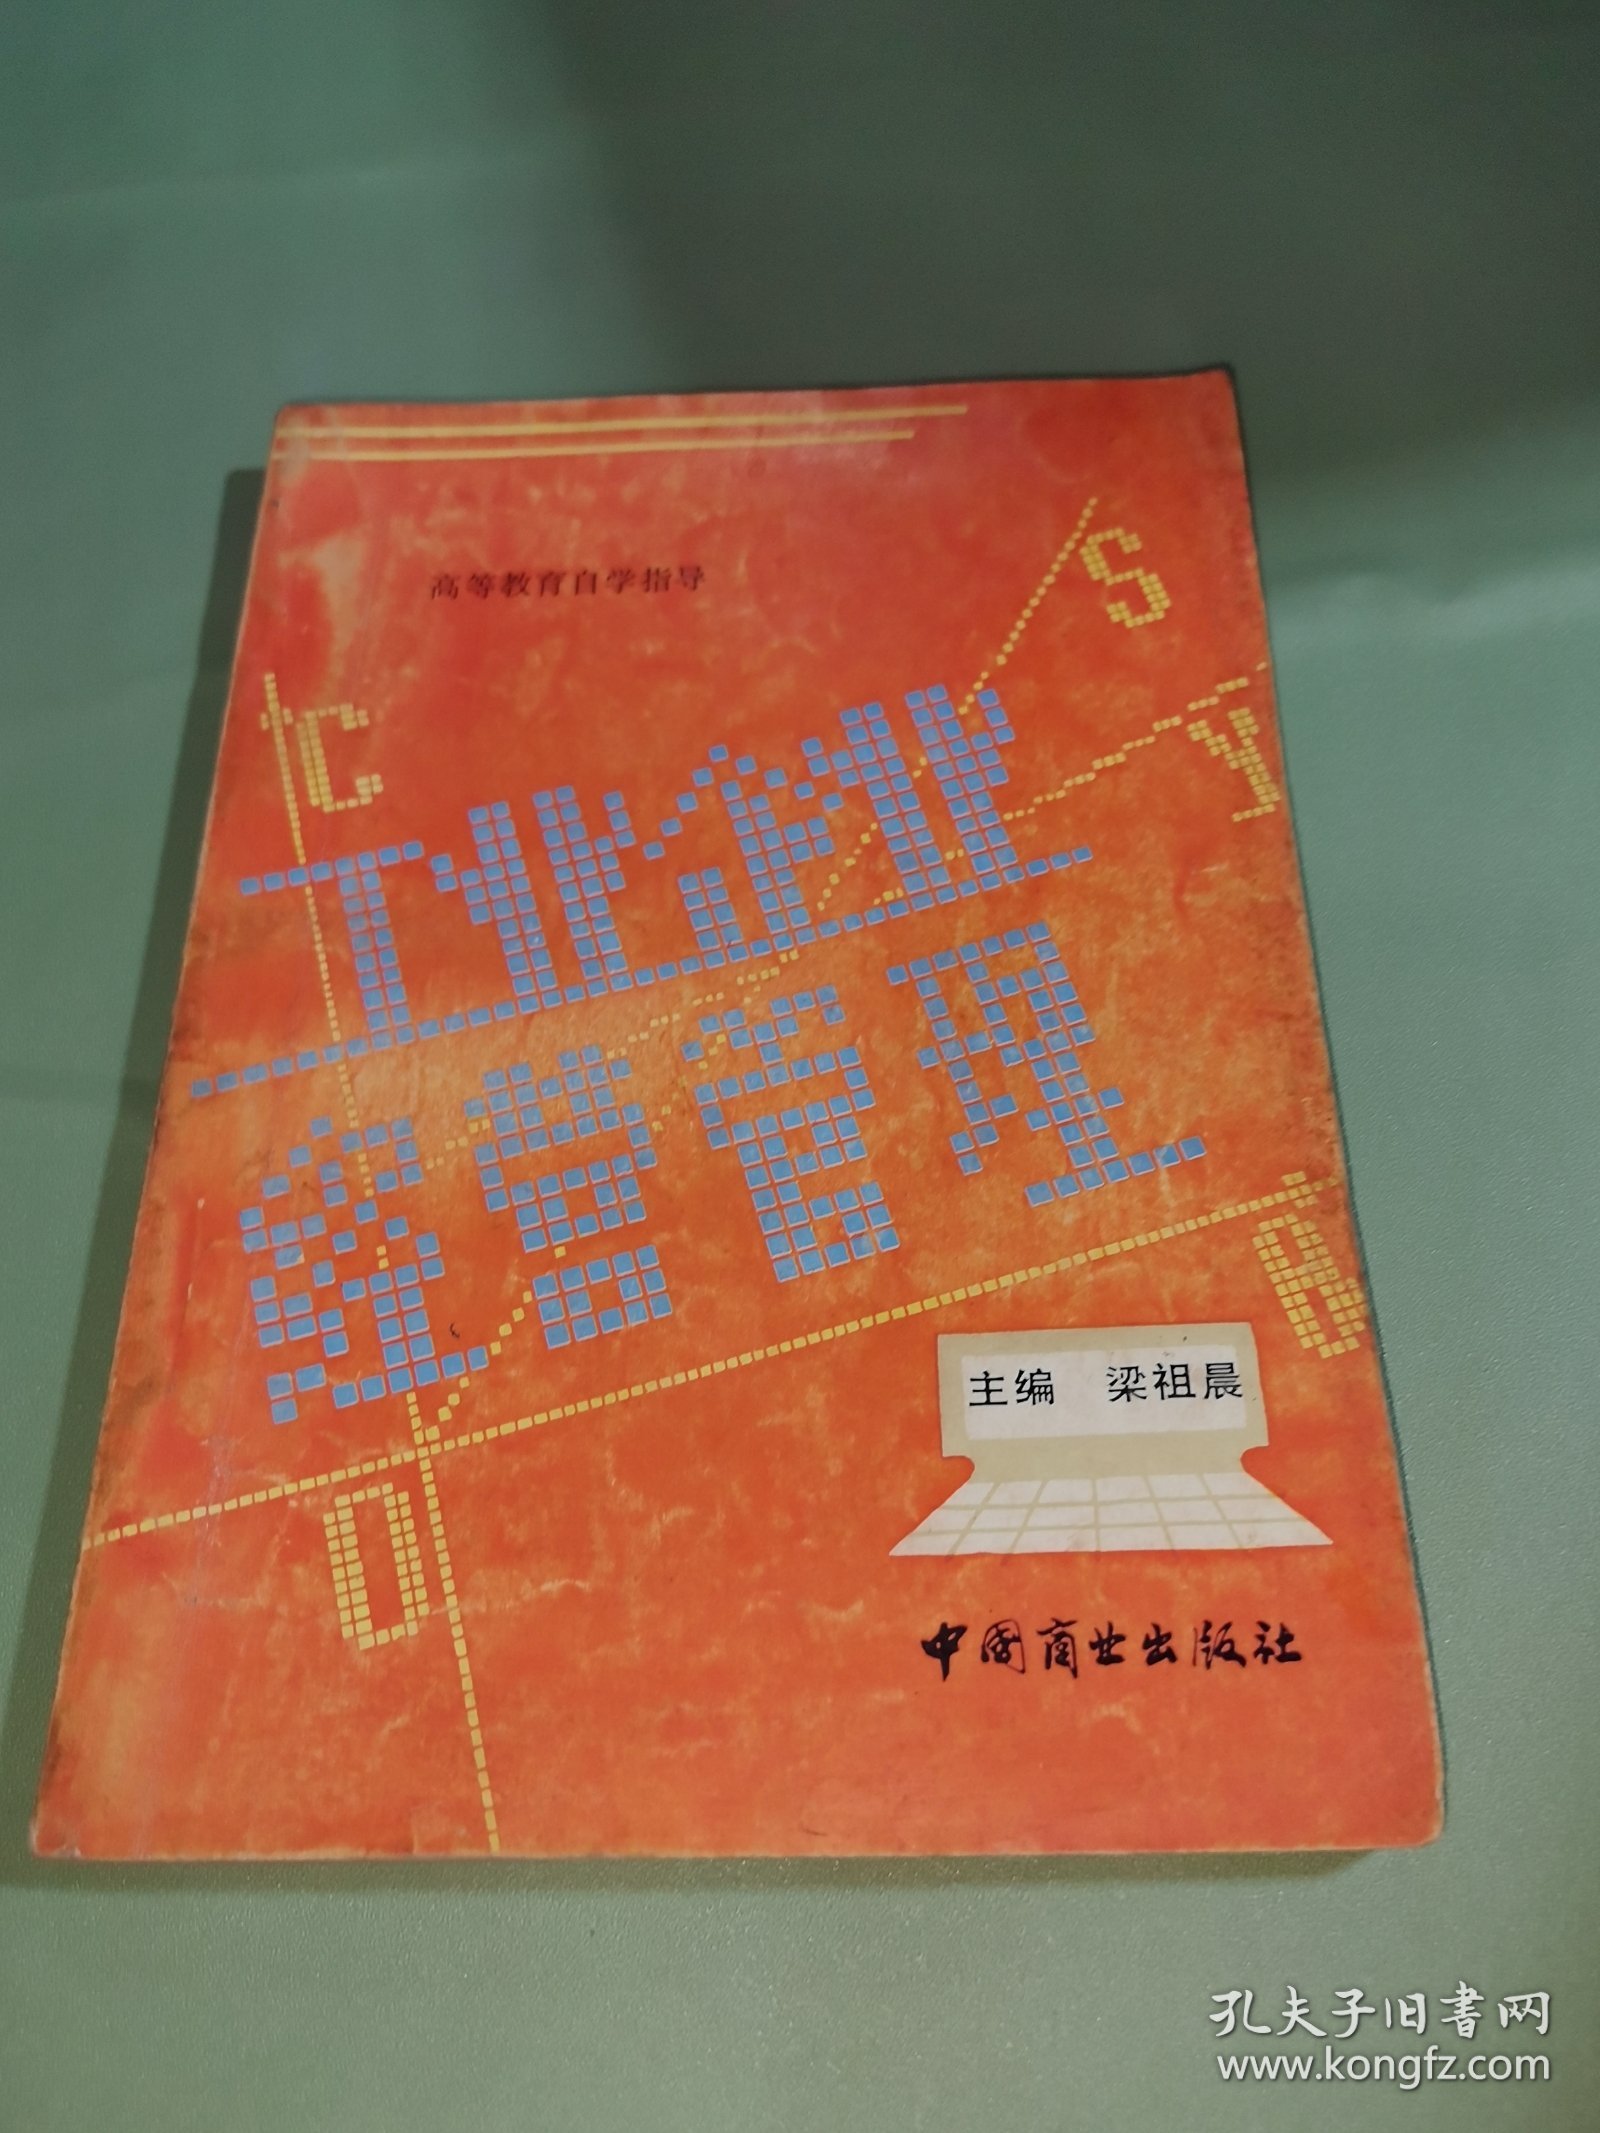 高等教育自学指导
C
S
Y
工业企业
经营管理
R
O
主编 梁祖晨
中国商业出版社
孔夫子旧书网
www.kongfz.com